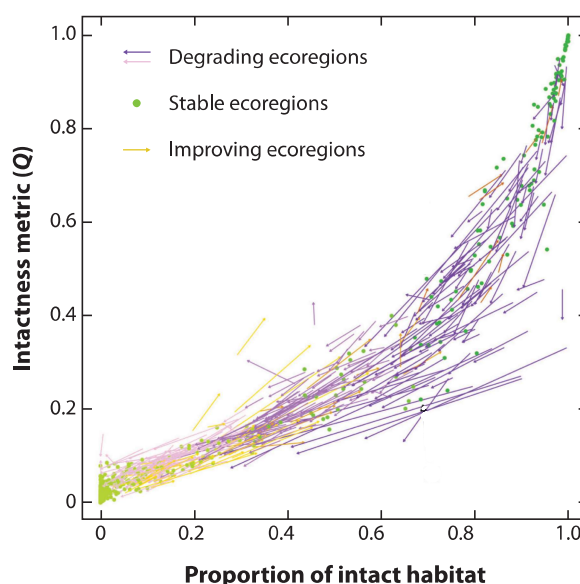 1.0
0.8
0.6
0.4
0.2
0
Intactness metric (Q)
Degrading ecoregions
Stable ecoregions
Improving ecoregions
0 0.2 0.4 0.6 0.8 1.0
Proportion of intact habitat